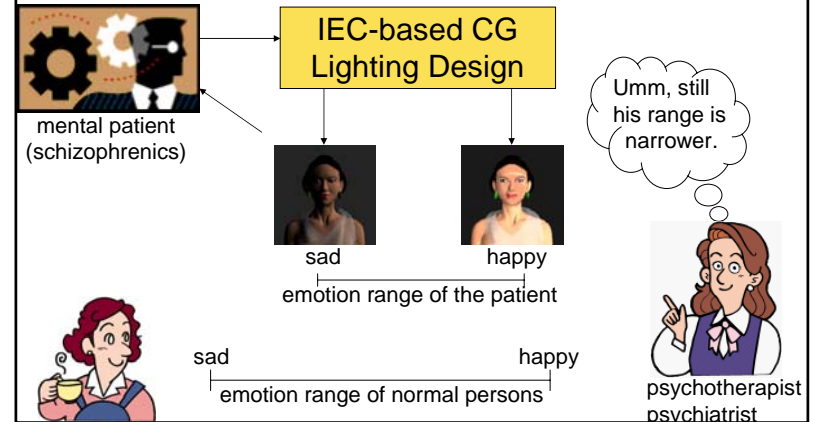 IEC-based CG
Lighting Design
Umm, still
his range is
narrower.
mental patient
(schizophrenics)
sad
happy
emotion range of the patient
sad
happy
emotion range of normal persons
psychotherapist
psychiatrist